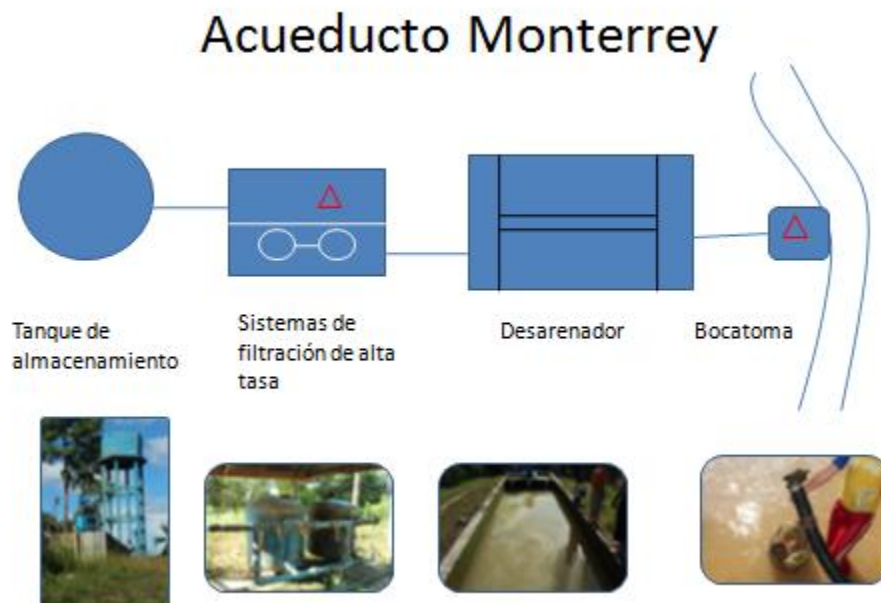 Acueducto Monterrey
Tanque de
almacenamiento
Sistemas de
filtración de alta
tasa
Desarenador
Bocatoma